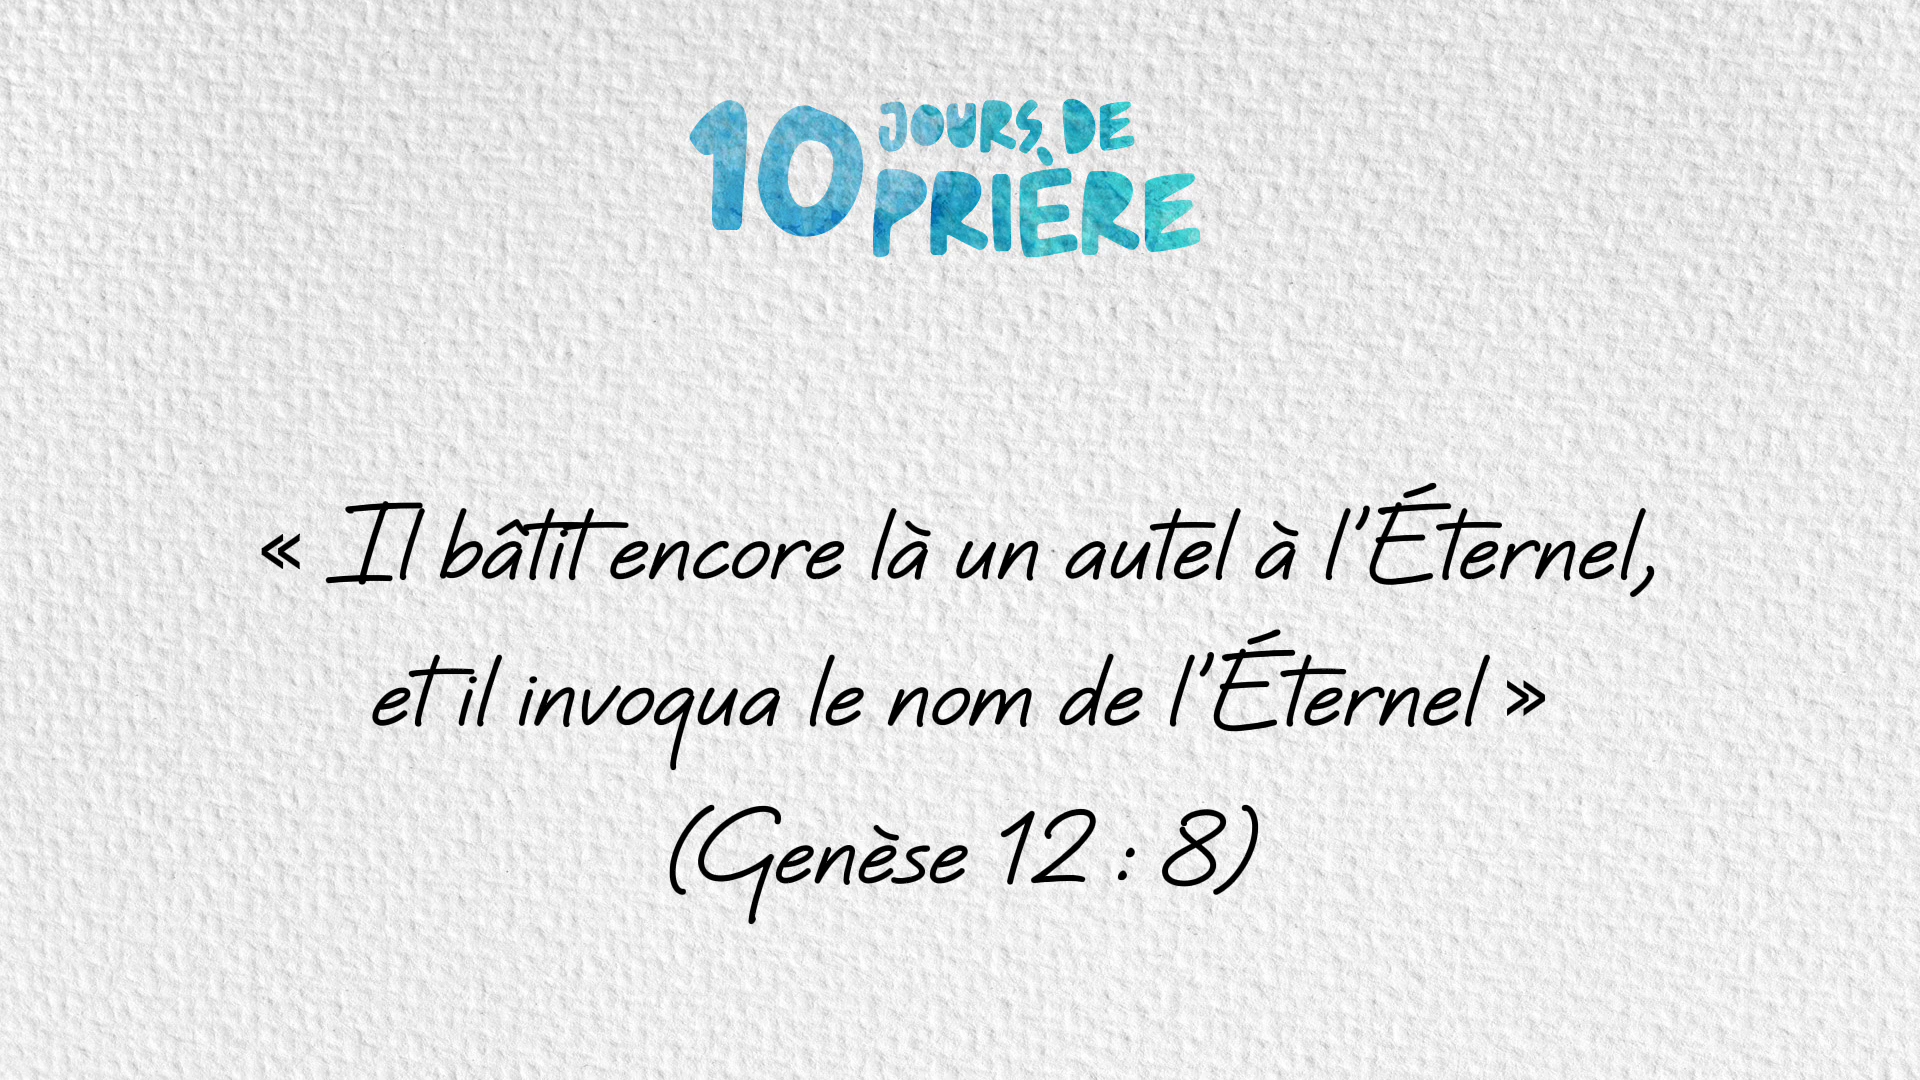 10 JOURS DE
PRIÈRE
« Il bâtit encore là un autel à l'Éternel,
et il invoqua le nom de l'Éternel »
(Genèse 12 : 8)